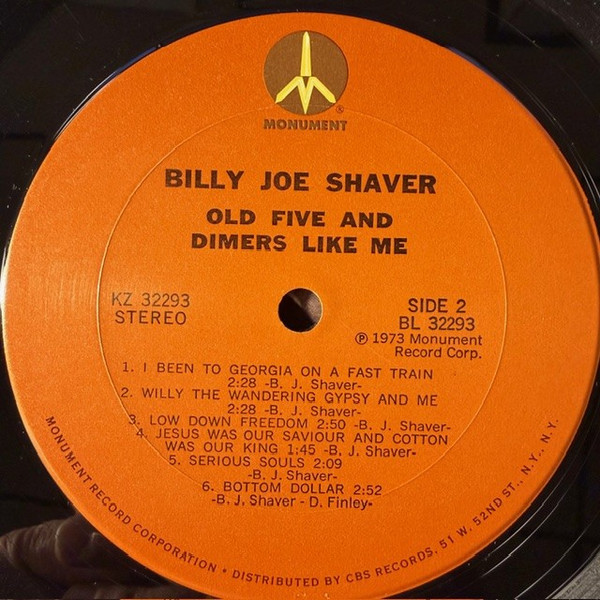 ®
MONUMENT
BILLY JOE SHAVER
OLD FIVE AND
DIMERS LIKE ME
KZ 32293
STEREO
SIDE 2
BL 32293
℗ 1973 Monument
Record Corp.
1. I BEEN TO GEORGIA ON A FAST TRAIN
2:28 -B. J. Shaver-
2. WILLY THE WANDERING GYPSY AND ME
2:28 -B. J. Shaver-
3. LOW DOWN FREEDOM 2:50 -B. J. Shaver-
4. JESUS WAS OUR SAVIOUR AND COTTON
WAS OUR KING 1:45 -B. J. Shaver-
5. SERIOUS SOULS 2:09
-B. J. Shaver-
6. BOTTOM DOLLAR 2:52
-B. J. Shaver - D. Finley-
MONUMENT RECORD CORPORATION • DISTRIBUTED BY CBS RECORDS, 51 W. 52ND ST., N.Y., N.Y.